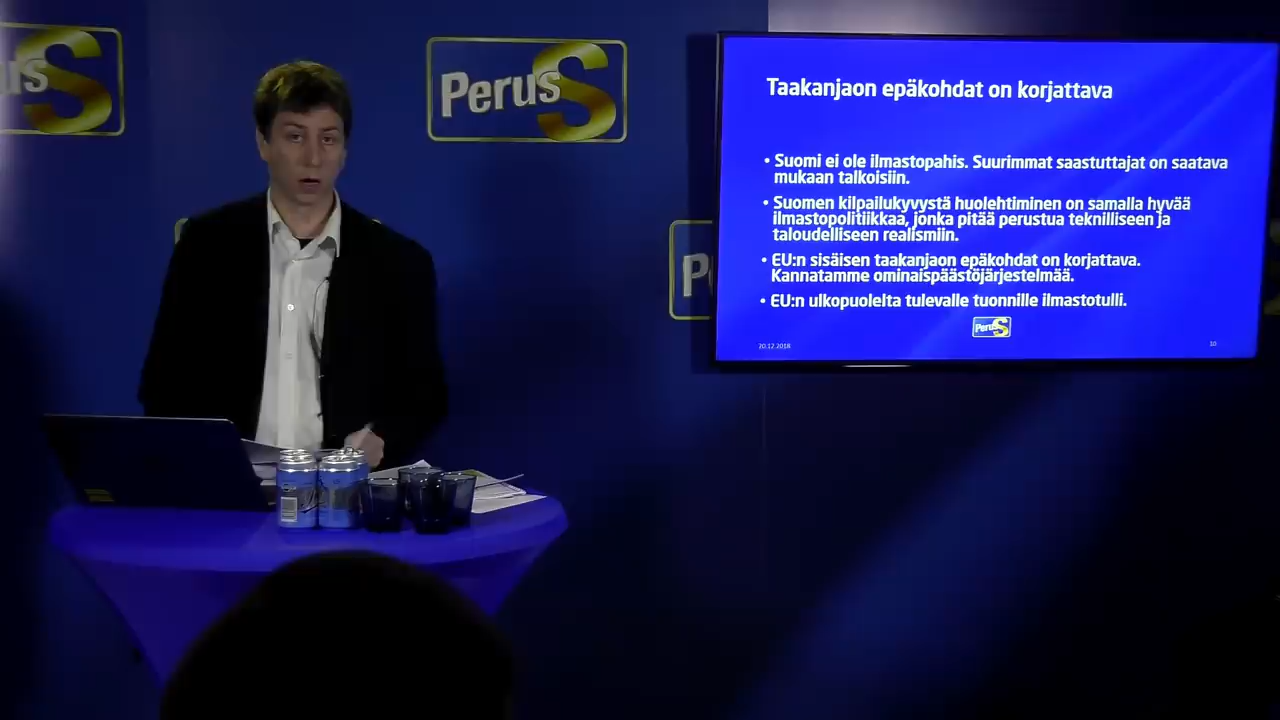 us
S
PerusS
Taakanjaon epäkohdat on korjattava
• Suomi ei ole ilmastopahis. Suurimmat saastuttajat on saatava
mukaan talkoisiin.
• Suomen kilpailukyvystä huolehtiminen on samalla hyvää
ilmastopolitiikkaa, jonka pitää perustua teknilliseen ja
taloudelliseen realismiin.
• EU:n sisäisen taakanjaon epäkohdat on korjattava.
Kannatamme ominaispäästöjärjestelmää.
• EU:n ulkopuolelta tulevalle tuonnille ilmastotulli.
PerusS
20.12.2018
10
P